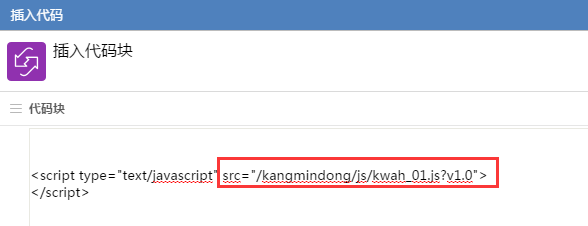 插入代码
插入代码块
代码块
<script type="text/javascript" src="/kangmindong/js/kwah_01.js?v1.0">
</script>